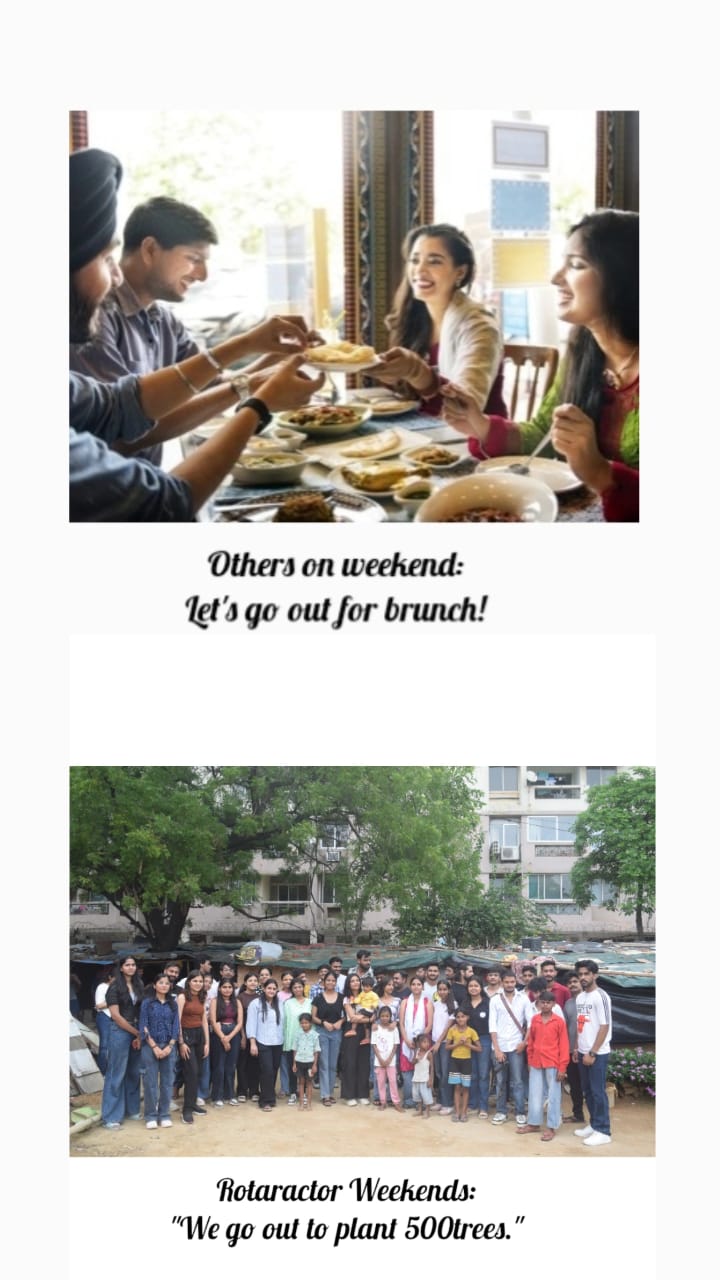 Others on weekend:
Let's go out for brunch!
Rotaractor Weekends:
"We go out to plant 500trees."